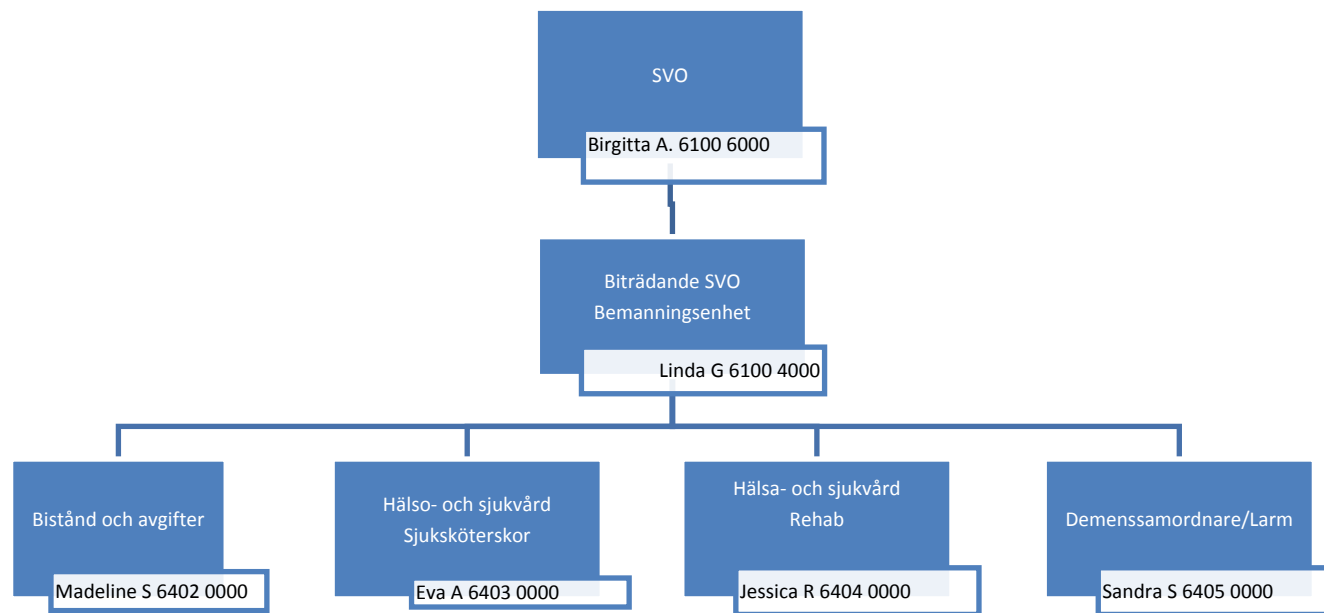 SVO
Birgitta A. 6100 6000
Biträdande SVO
Bemanningsenhet
Linda G 6100 4000
Bistånd och avgifter
Madeline S 6402 0000
Hälso- och sjukvård
Sjuksköterskor
Eva A 6403 0000
Hälsa- och sjukvård
Rehab
Jessica R 6404 0000
Demenssamordnare/Larm
Sandra S 6405 0000